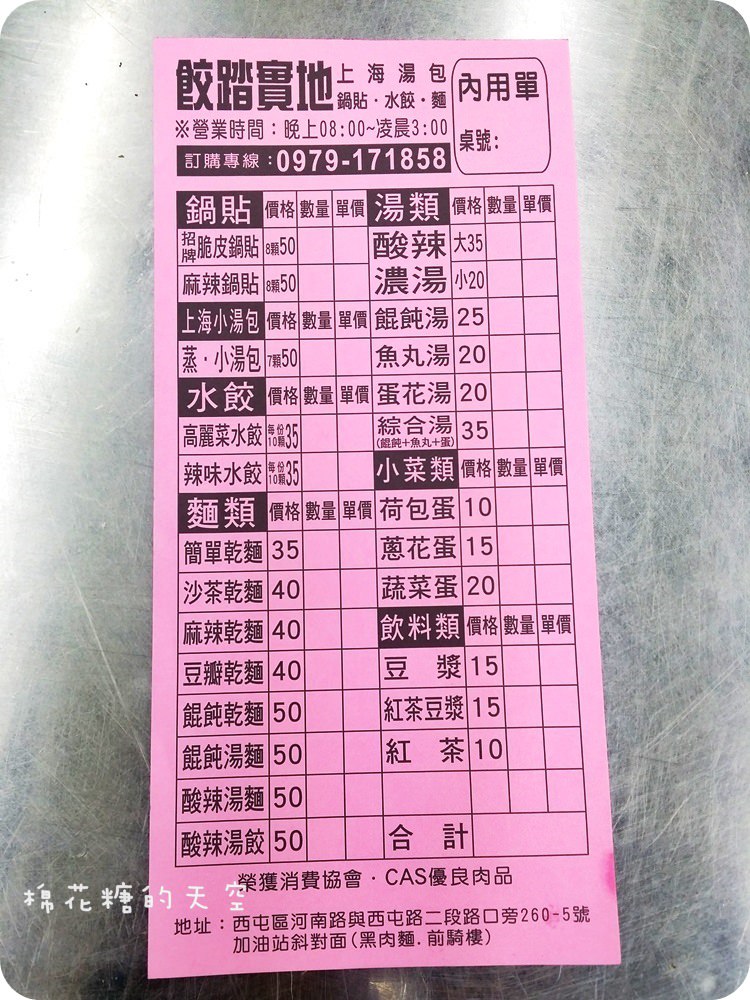 餃踏實地 上海湯包
鍋貼・水餃・麵
內用單
桌號:
※營業時間:晚上08:00~凌晨3:00
訂購專線:0979-171858
鍋貼 價格 數量 單價
招牌脆皮鍋貼 8顆50
麻辣鍋貼 8顆50
上海小湯包 價格 數量 單價
蒸・小湯包 7顆50
水餃 價格 數量 單價
高麗菜水餃 每份10顆35
辣味水餃 每份10顆35
麵類 價格 數量 單價
簡單乾麵 35
沙茶乾麵 40
麻辣乾麵 40
豆瓣乾麵 40
餛飩乾麵 50
餛飩湯麵 50
酸辣湯麵 50
酸辣湯餃 50
湯類 價格 數量 單價
酸辣 大35
濃湯 小20
餛飩湯 25
魚丸湯 20
蛋花湯 20
綜合湯 35
(餛飩+魚丸+蛋)
小菜類 價格 數量 單價
荷包蛋 10
蔥花蛋 15
蔬菜蛋 20
飲料類 價格 數量 單價
豆漿 15
紅茶豆漿 15
紅茶 10
合計
榮獲消費協會・CAS優良肉品
棉花糖的天空
地址:西屯區河南路與西屯路二段路口旁260-5號
加油站斜對面(黑肉麵.前騎樓)